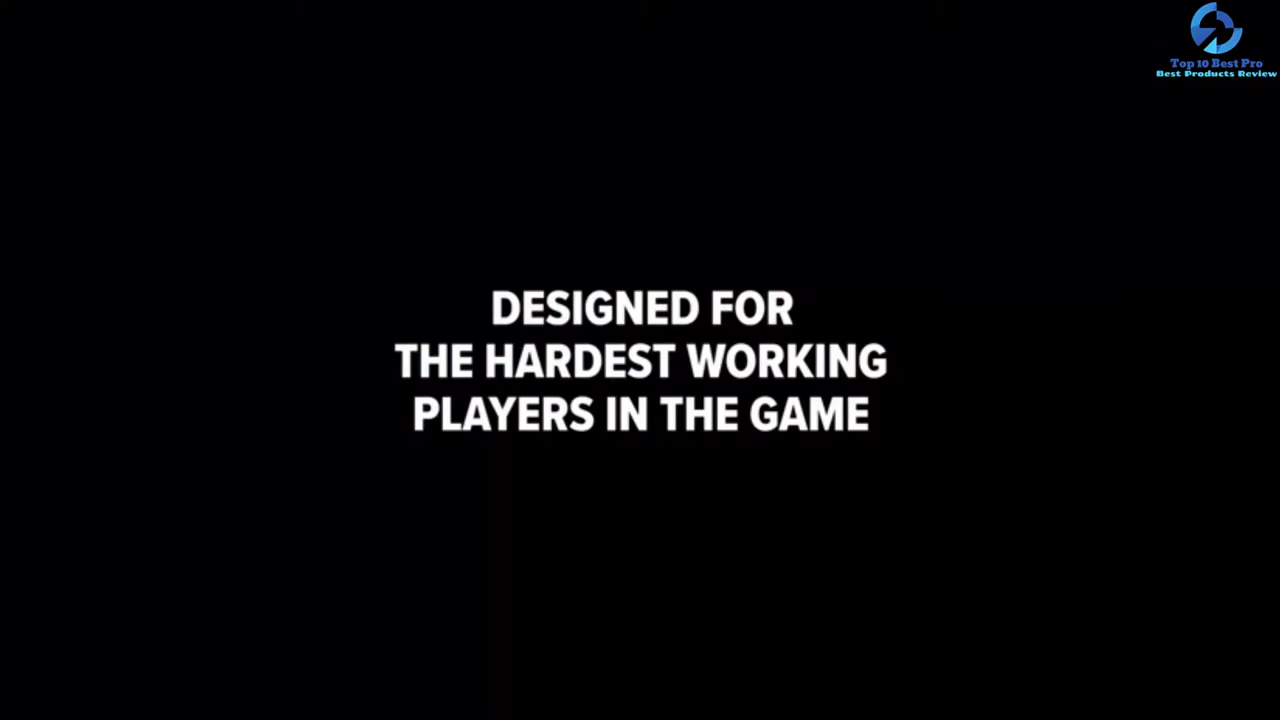 Top 10 Best Pro
Best Products Review
DESIGNED FOR
THE HARDEST WORKING
PLAYERS IN THE GAME